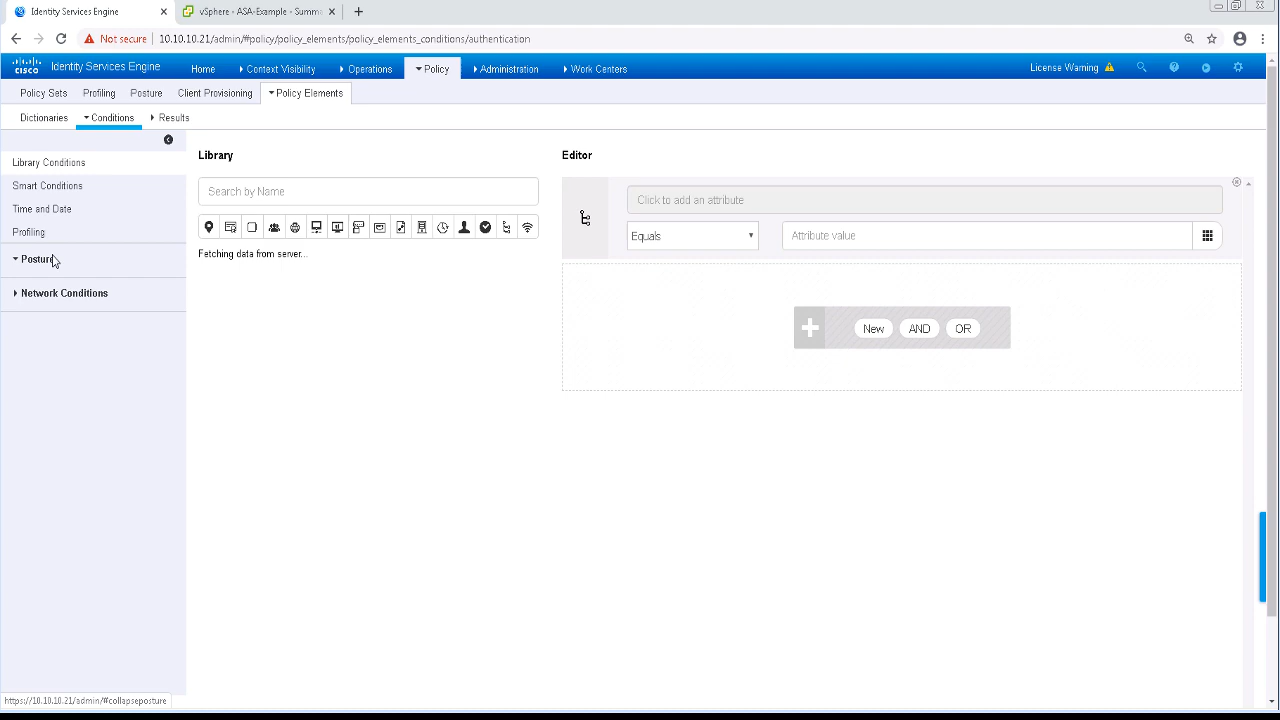 Identity Services Engine
vSphere - ASA-Example - Summ
Not secure
10.10.10.21/admin/#policy/policy_elements/policy_elements_conditions/authentication
cisco
Identity Services Engine
Home
Context Visibility
Operations
Policy
Administration
Work Centers
License Warning
Policy Sets
Profiling
Posture
Client Provisioning
Policy Elements
Dictionaries
Conditions
Results
Library Conditions
Smart Conditions
Time and Date
Profiling
Posture
Network Conditions
Library
Search by Name
Fetching data from server...
Editor
Click to add an attribute
Equals
Attribute value
New
AND
OR
https://10.10.10.21/admin/#collapseposture